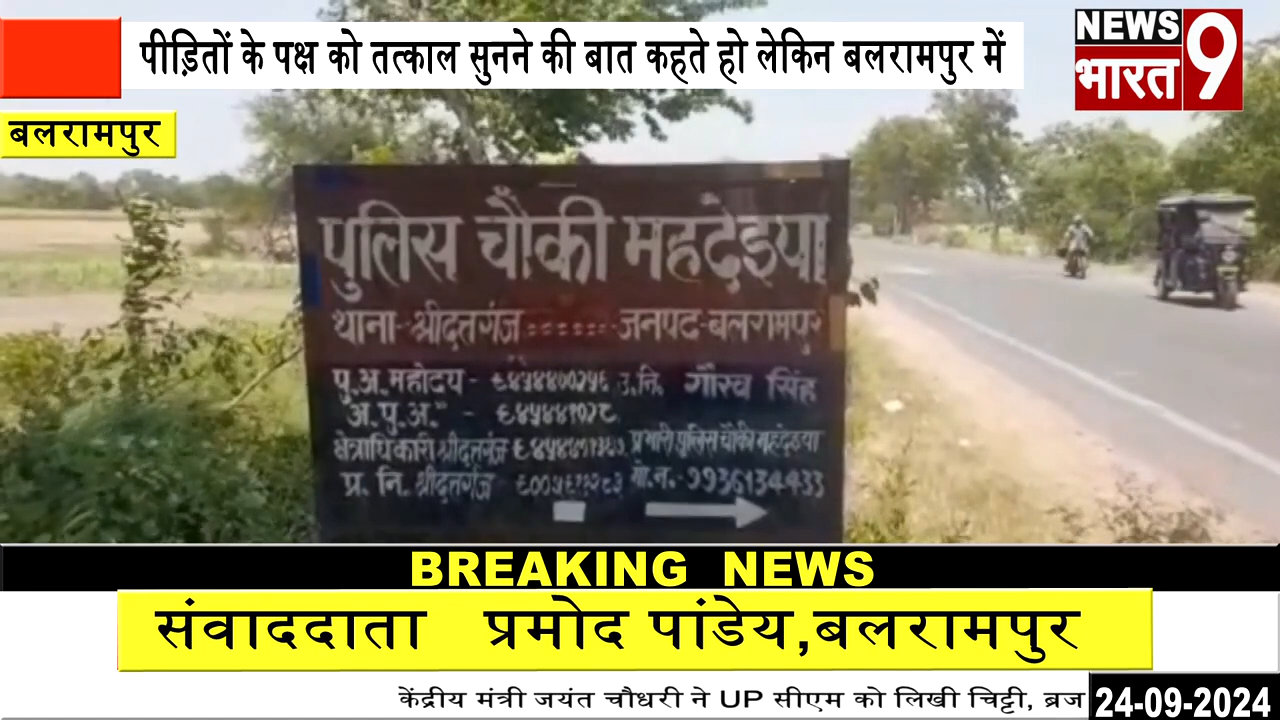 पीड़ितों के पक्ष को तत्काल सुनने की बात कहते हो लेकिन बलरामपुर में
NEWS 9
भारत
बलरामपुर
पुलिस चौकी महदेइया
थाना-श्रीदत्तगंज ------- जनपद-बलरामपुर
पु.अ.महोदय - उ.नि. गौरव सिंह
अ.पु.अ." -
क्षेत्राधिकारी श्रीदत्तगंज प्रभारी पुलिस चौकी महदेइया
प्र. नि. श्रीदत्तगंज मो.न.-9936134433
BREAKING NEWS
संवाददाता प्रमोद पांडेय,बलरामपुर
केंद्रीय मंत्री जयंत चौधरी ने UP सीएम को लिखी चिट्टी, ब्रज
24-09-2024